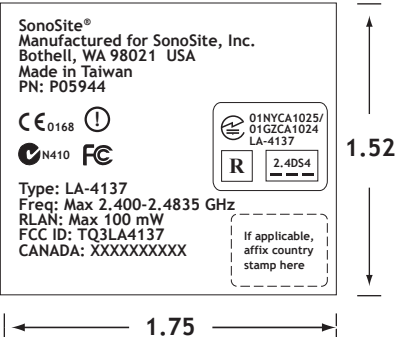 SonoSite®
Manufactured for SonoSite, Inc.
Bothell, WA 98021 USA
Made in Taiwan
PN: P05944
CE0168 !
N410 FC
01NYCA1025/
01GZCA1024
LA-4137
R 2.4DS4
Type: LA-4137
Freq: Max 2.400-2.4835 GHz
RLAN: Max 100 mW
FCC ID: TQ3LA4137
CANADA: XXXXXXXXXX
If applicable,
affix country
stamp here
1.52
1.75